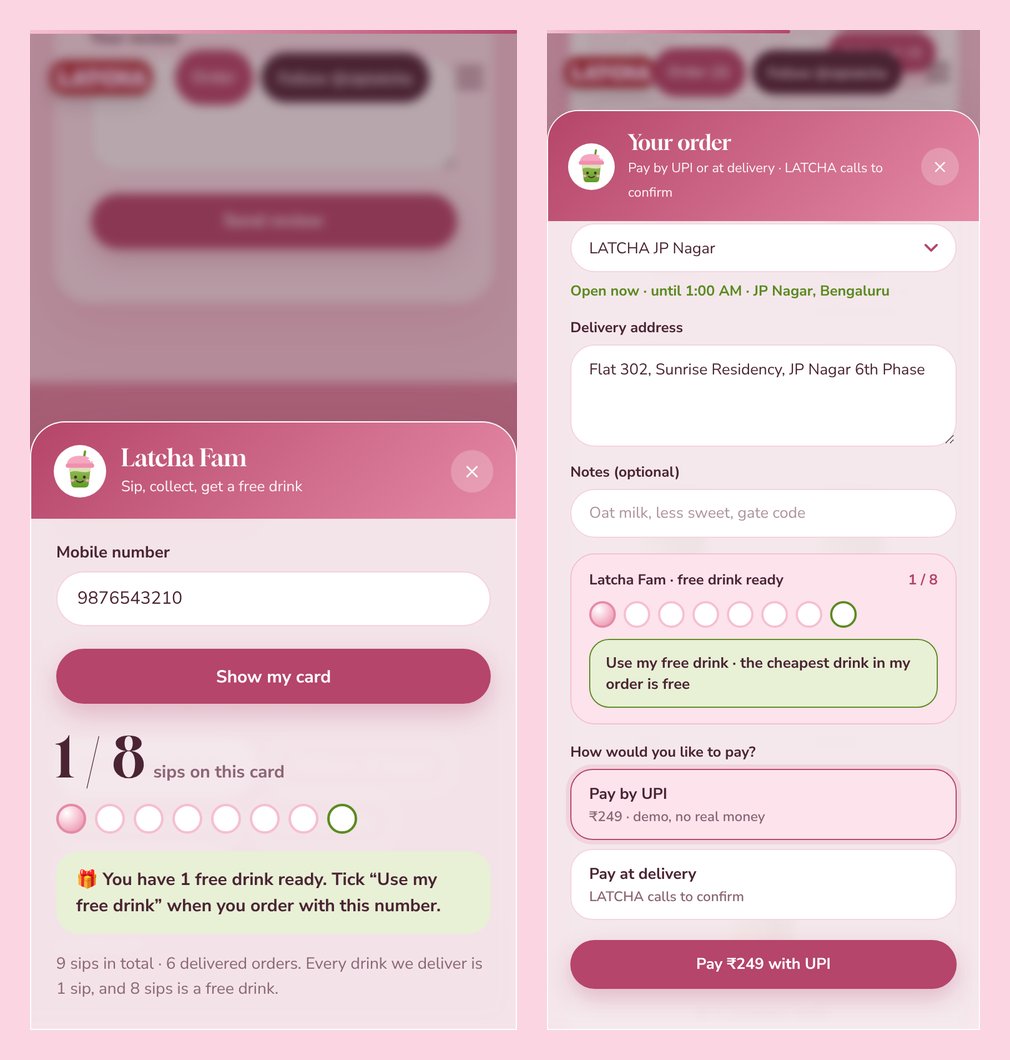 LATCHA
Order
Send review
Latcha Fam
Sip, collect, get a free drink
Mobile number
9876543210
Show my card
1 / 8 sips on this card
🎁 You have 1 free drink ready. Tick “Use my
free drink” when you order with this number.
9 sips in total · 6 delivered orders. Every drink we deliver is
1 sip, and 8 sips is a free drink.
LATCHA
Your order
Pay by UPI or at delivery · LATCHA calls to
confirm
LATCHA JP Nagar
Open now · until 1:00 AM · JP Nagar, Bengaluru
Delivery address
Flat 302, Sunrise Residency, JP Nagar 6th Phase
Notes (optional)
Oat milk, less sweet, gate code
Latcha Fam · free drink ready 1 / 8
Use my free drink · the cheapest drink in my
order is free
How would you like to pay?
Pay by UPI
₹249 · demo, no real money
Pay at delivery
LATCHA calls to confirm
Pay ₹249 with UPI